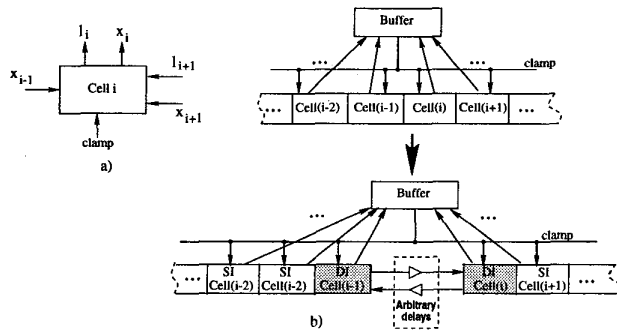 l i
x i
x i-1
Cell i
l i+1
x i+1
clamp
a)
Buffer
...
...
clamp
... Cell(i-2) Cell(i-1) Cell(i) Cell(i+1) ...
Buffer
...
...
clamp
... SI Cell(i-2) SI Cell(i-2) DI Cell(i-1) DI Cell(i) SI Cell(i+1) ...
Arbitrary
delays
b)